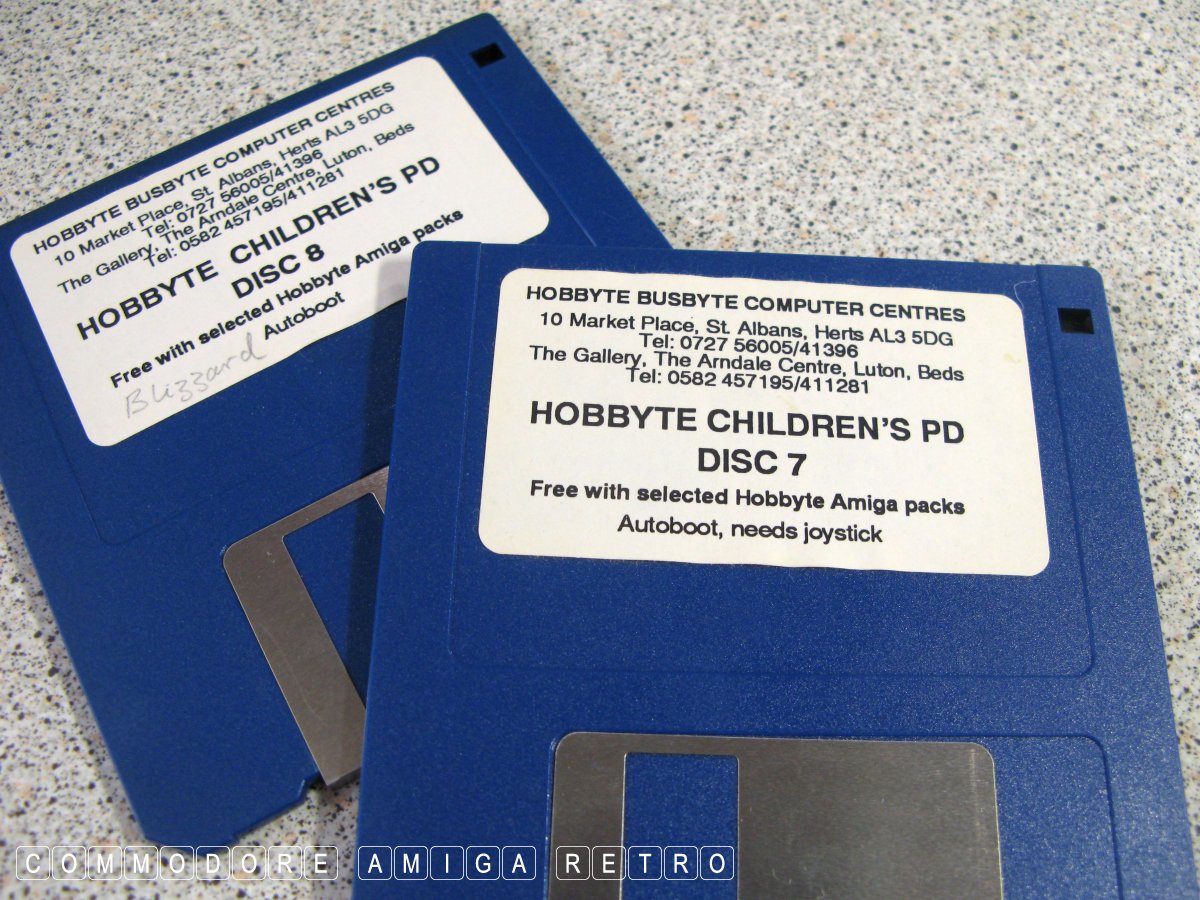 HOBBYTE BUSBYTE COMPUTER CENTRES
10 Market Place, St. Albans, Herts AL3 5DG
Tel: 0727 56005/41396
The Gallery, The Arndale Centre, Luton, Beds
Tel: 0582 457195/411281
HOBBYTE CHILDREN'S PD
DISC 8
Free with selected Hobbyte Amiga packs
Autoboot
Blizzard
HOBBYTE BUSBYTE COMPUTER CENTRES
10 Market Place, St. Albans, Herts AL3 5DG
Tel: 0727 56005/41396
The Gallery, The Arndale Centre, Luton, Beds
Tel: 0582 457195/411281
HOBBYTE CHILDREN'S PD
DISC 7
Free with selected Hobbyte Amiga packs
Autoboot, needs joystick
COMMODORE AMIGA RETRO